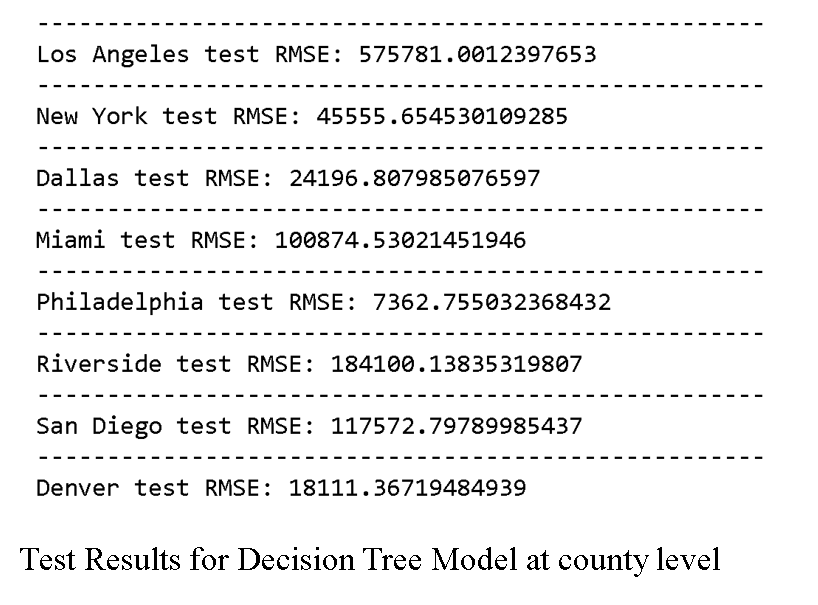 -----------------------------------------------------
Los Angeles test RMSE: 575781.0012397653
-----------------------------------------------------
New York test RMSE: 45555.654530109285
-----------------------------------------------------
Dallas test RMSE: 24196.807985076597
-----------------------------------------------------
Miami test RMSE: 100874.53021451946
-----------------------------------------------------
Philadelphia test RMSE: 7362.755032368432
-----------------------------------------------------
Riverside test RMSE: 184100.13835319807
-----------------------------------------------------
San Diego test RMSE: 117572.79789985437
-----------------------------------------------------
Denver test RMSE: 18111.36719484939
Test Results for Decision Tree Model at county level